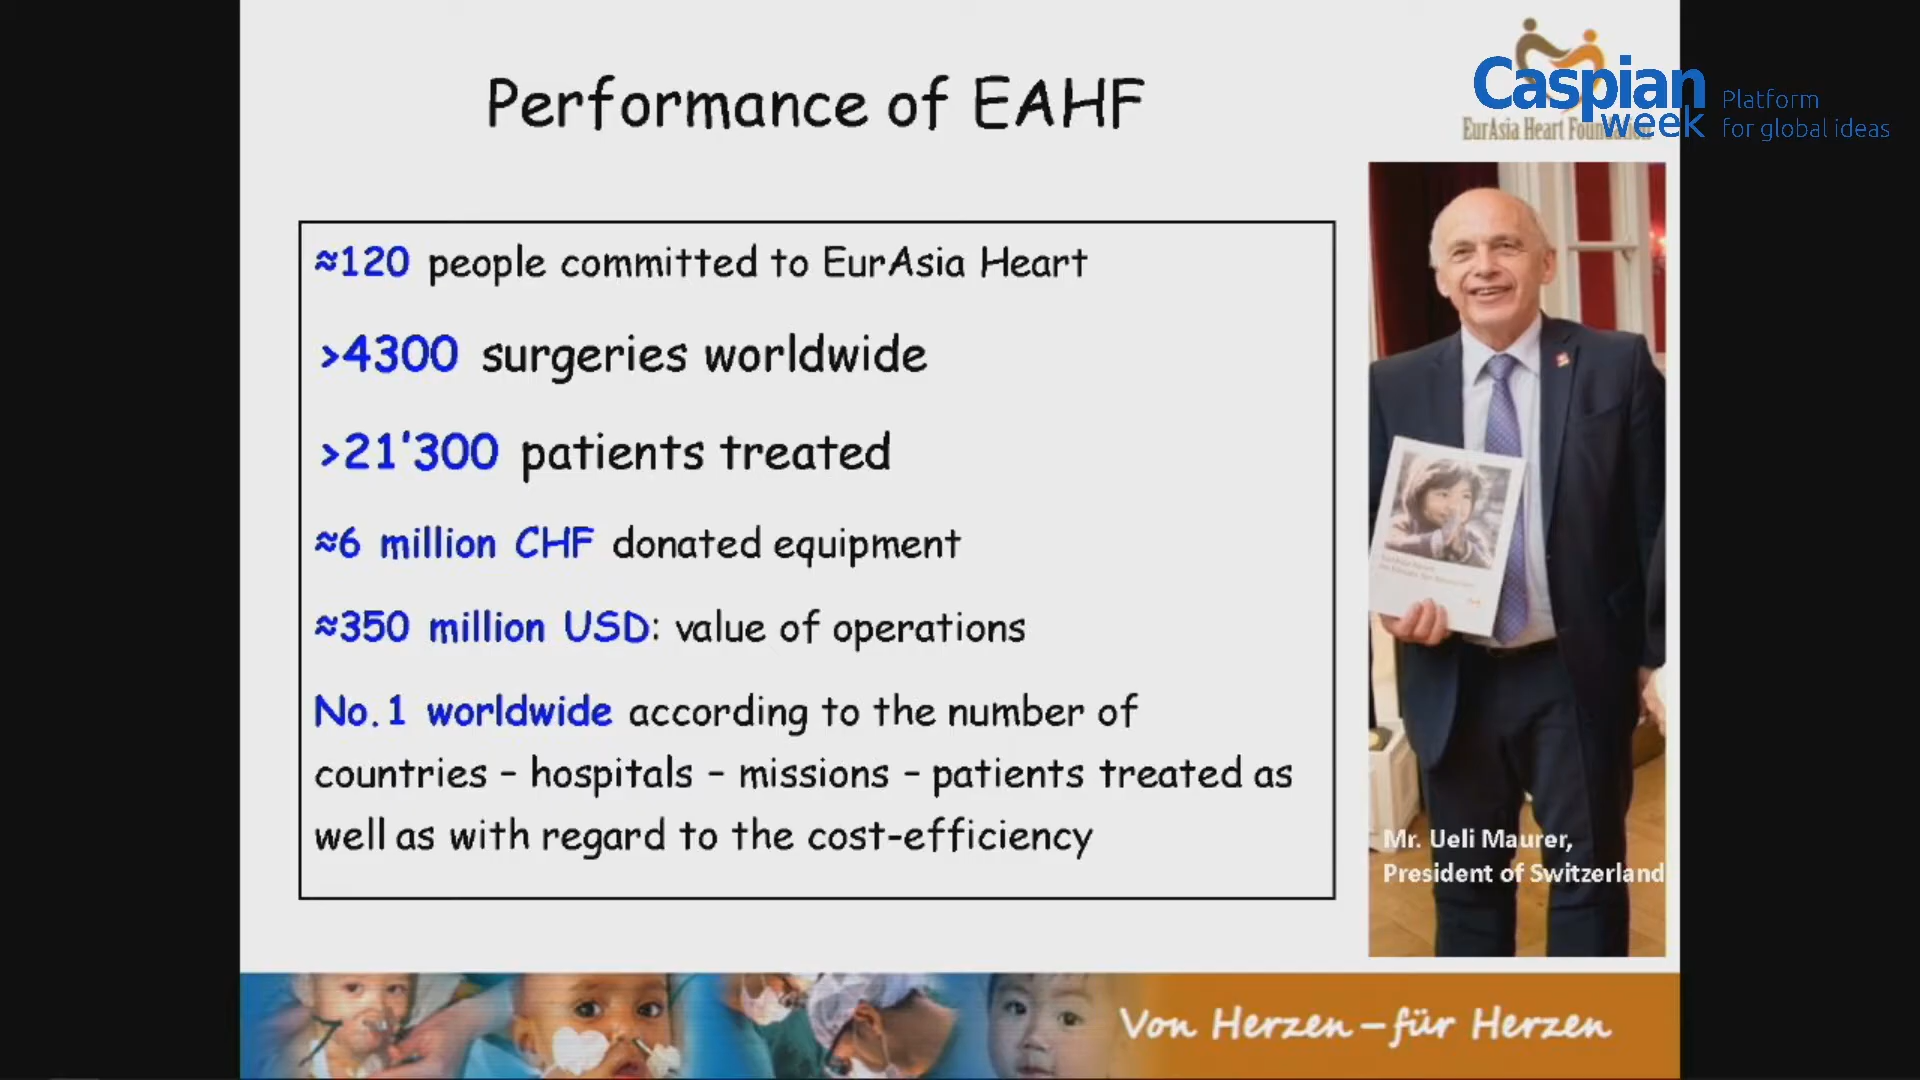 Performance of EAHF
Caspian
week
Platform
for global ideas
EurAsia Heart
≈120 people committed to EurAsia Heart
>4300 surgeries worldwide
>21'300 patients treated
≈6 million CHF donated equipment
≈350 million USD: value of operations
No.1 worldwide according to the number of
countries – hospitals – missions – patients treated as
well as with regard to the cost-efficiency
Mr. Ueli Maurer,
President of Switzerland
Von Herzen – für Herzen